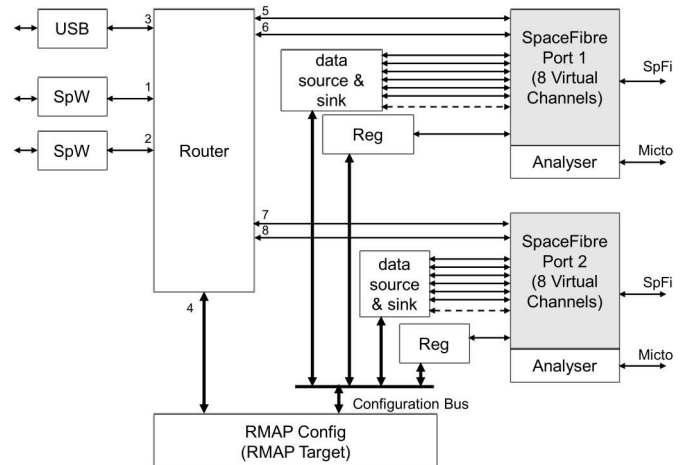 USB
3
5
6
SpaceFibre
Port 1
(8 Virtual
Channels)
SpFi
data
source &
sink
SpW
1
SpW
2
Router
Reg
Analyser
Micto
7
8
SpaceFibre
Port 2
(8 Virtual
Channels)
SpFi
data
source
& sink
4
Reg
Analyser
Micto
Configuration Bus
RMAP Config
(RMAP Target)